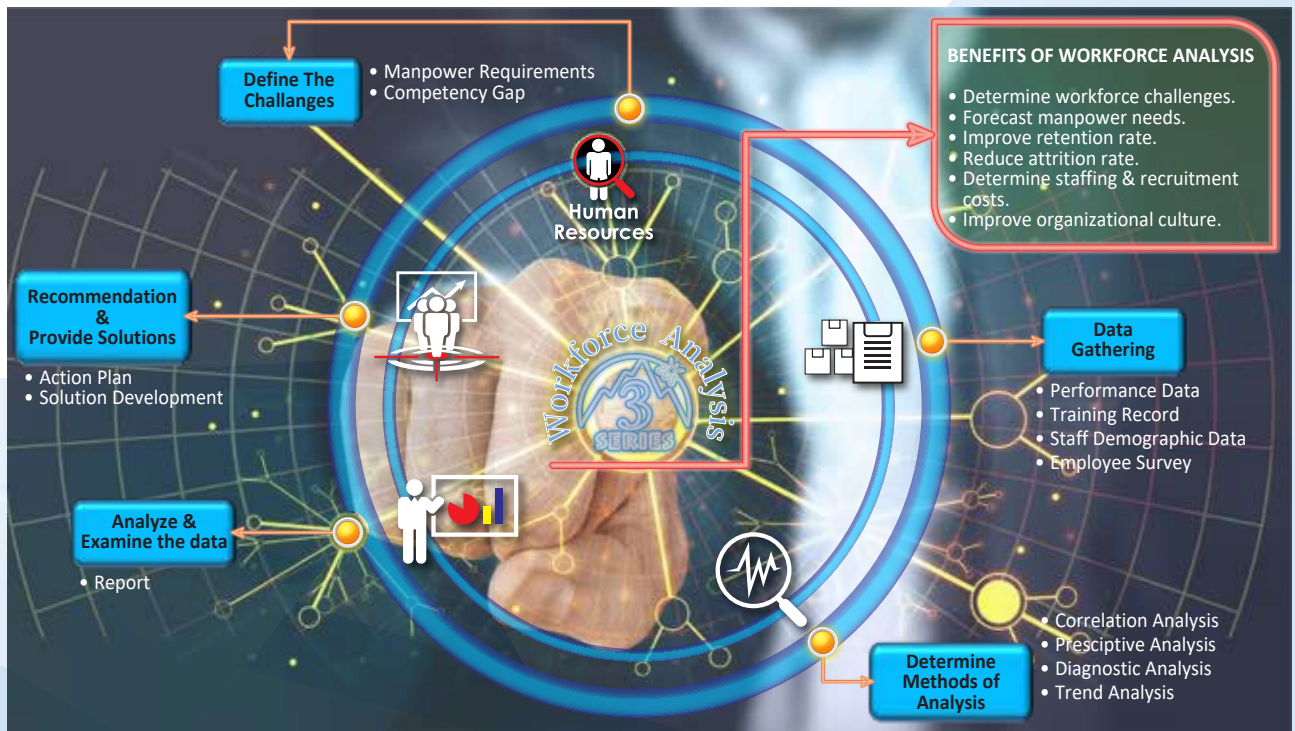 Define The
Challanges
• Manpower Requirements
• Competency Gap
BENEFITS OF WORKFORCE ANALYSIS
• Determine workforce challenges.
• Forecast manpower needs.
• Improve retention rate.
• Reduce attrition rate.
• Determine staffing & recruitment
costs.
• Improve organizational culture.
Human
Resources
Recommendation
&
Provide Solutions
• Action Plan
• Solution Development
Workforce Analysis
3
SERIES
Data
Gathering
• Performance Data
• Training Record
• Staff Demographic Data
• Employee Survey
Analyze &
Examine the data
• Report
Determine
Methods of
Analysis
• Correlation Analysis
• Presciptive Analysis
• Diagnostic Analysis
• Trend Analysis